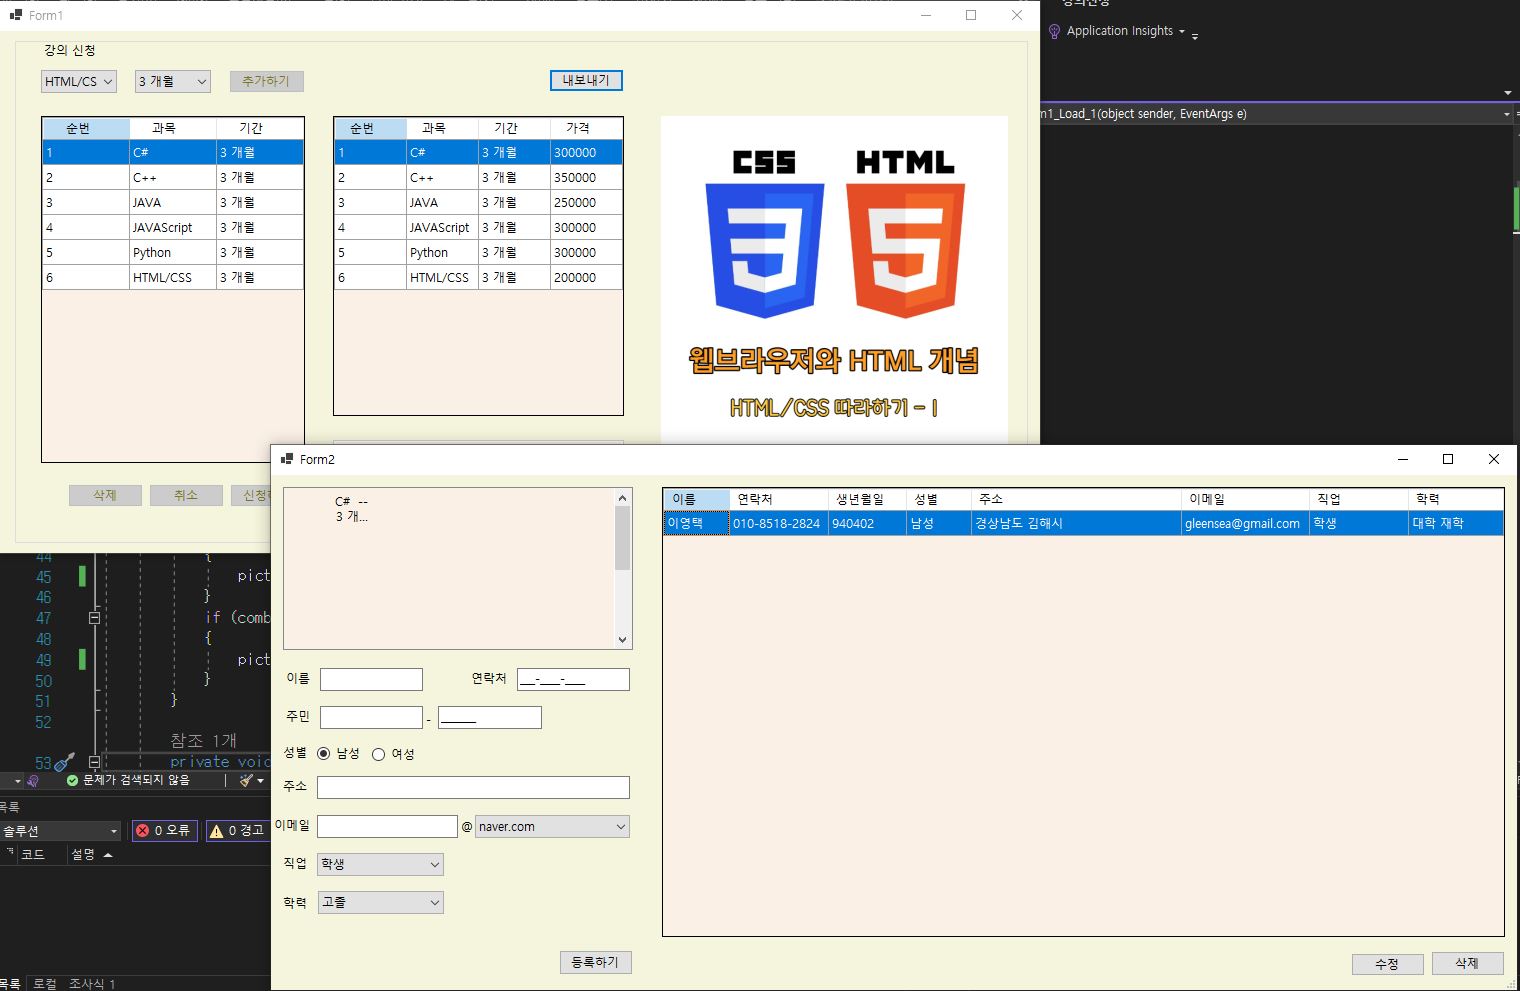 Form1
강의 신청
HTML/CS
3 개월
추가하기
내보내기
순번 과목 기간
1 C# 3 개월
2 C++ 3 개월
3 JAVA 3 개월
4 JAVAScript 3 개월
5 Python 3 개월
6 HTML/CSS 3 개월
순번 과목 기간 가격
1 C# 3 개월 300000
2 C++ 3 개월 350000
3 JAVA 3 개월 250000
4 JAVAScript 3 개월 300000
5 Python 3 개월 300000
6 HTML/CSS 3 개월 200000
CSS HTML
웹브라우저와 HTML 개념
HTML/CSS 따라하기 - 1
삭제
취소
Application Insights
m1_Load_1(object sender, EventArgs e)
Form2
C# --
3 개...
이름
연락처 __-___-___
주민 -
성별 남성 여성
주소
이메일 @ naver.com
직업 학생
학력 고졸
등록하기
이름 연락처 생년월일 성별 주소 이메일 직업 학력
이영택 010-8518-2824 940402 남성 경상남도 김해시 gleensea@gmail.com 학생 대학 재학
수정
삭제
44 {
45 pict
46 }
47 if (comb
48 {
49 pict
50 }
51 }
52
참조 1개
53 private void
문제가 검색되지 않음
목록
솔루션
0 오류
0 경고
코드
설명
목록 로컬 조사식 1